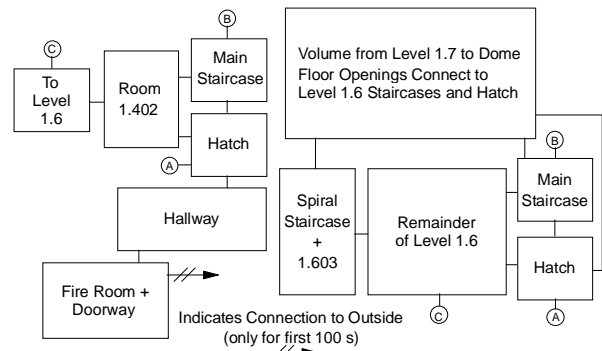 B
C
To
Level
1.6
Room
1.402
Main
Staircase
Hatch
A
Hallway
Fire Room +
Doorway
Volume from Level 1.7 to Dome
Floor Openings Connect to
Level 1.6 Staircases and Hatch
B
Spiral
Staircase
+
1.603
Remainder
of Level 1.6
Main
Staircase
Hatch
C
A
Indicates Connection to Outside
(only for first 100 s)